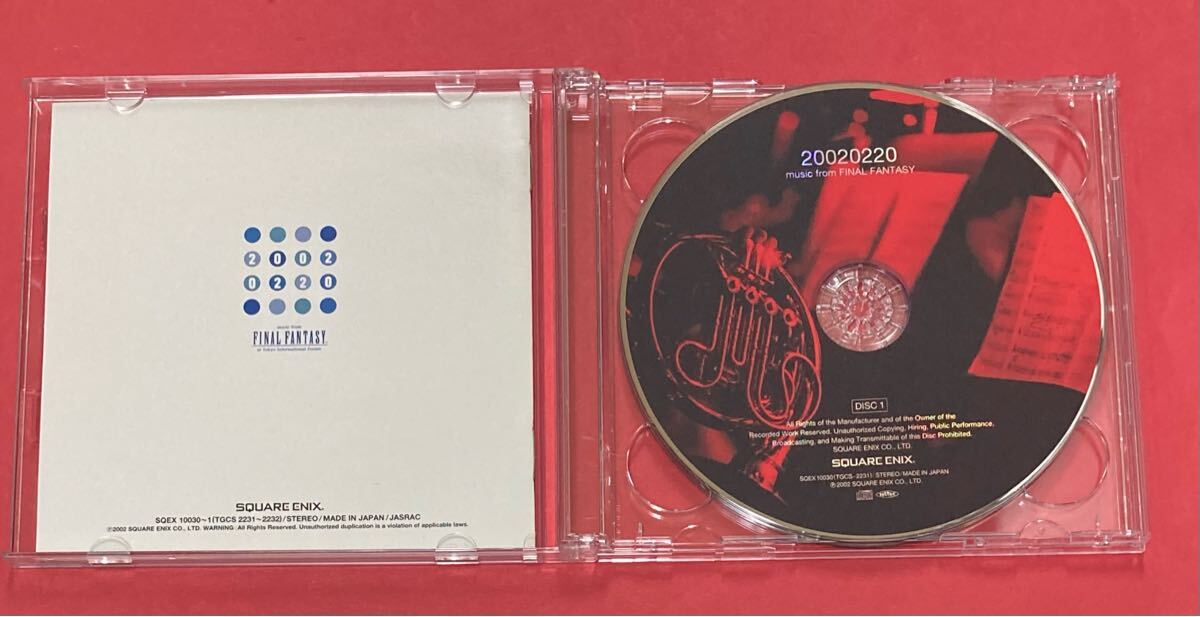 2002
0220
music from
FINAL FANTASY
at Tokyo International Forum
SQUARE ENIX.
SQEX 10030~1(TGCS 2231~2232)/STEREO/MADE IN JAPAN/JASRAC
℗2002 SQUARE ENIX CO., LTD. WARNING: All Rights Reserved. Unauthorized duplication is a violation of applicable laws.
20020220
music from FINAL FANTASY
DISC 1
All Rights of the Manufacturer and of the Owner of the
Recorded Work Reserved. Unauthorized Copying, Hiring, Public Performance,
Broadcasting, and Making Transmittable of this Disc Prohibited.
SQUARE ENIX CO., LTD.
SQUARE ENIX.
SQEX10030(TGCS-2231) STEREO/MADE IN JAPAN
℗2002 SQUARE ENIX CO., LTD.